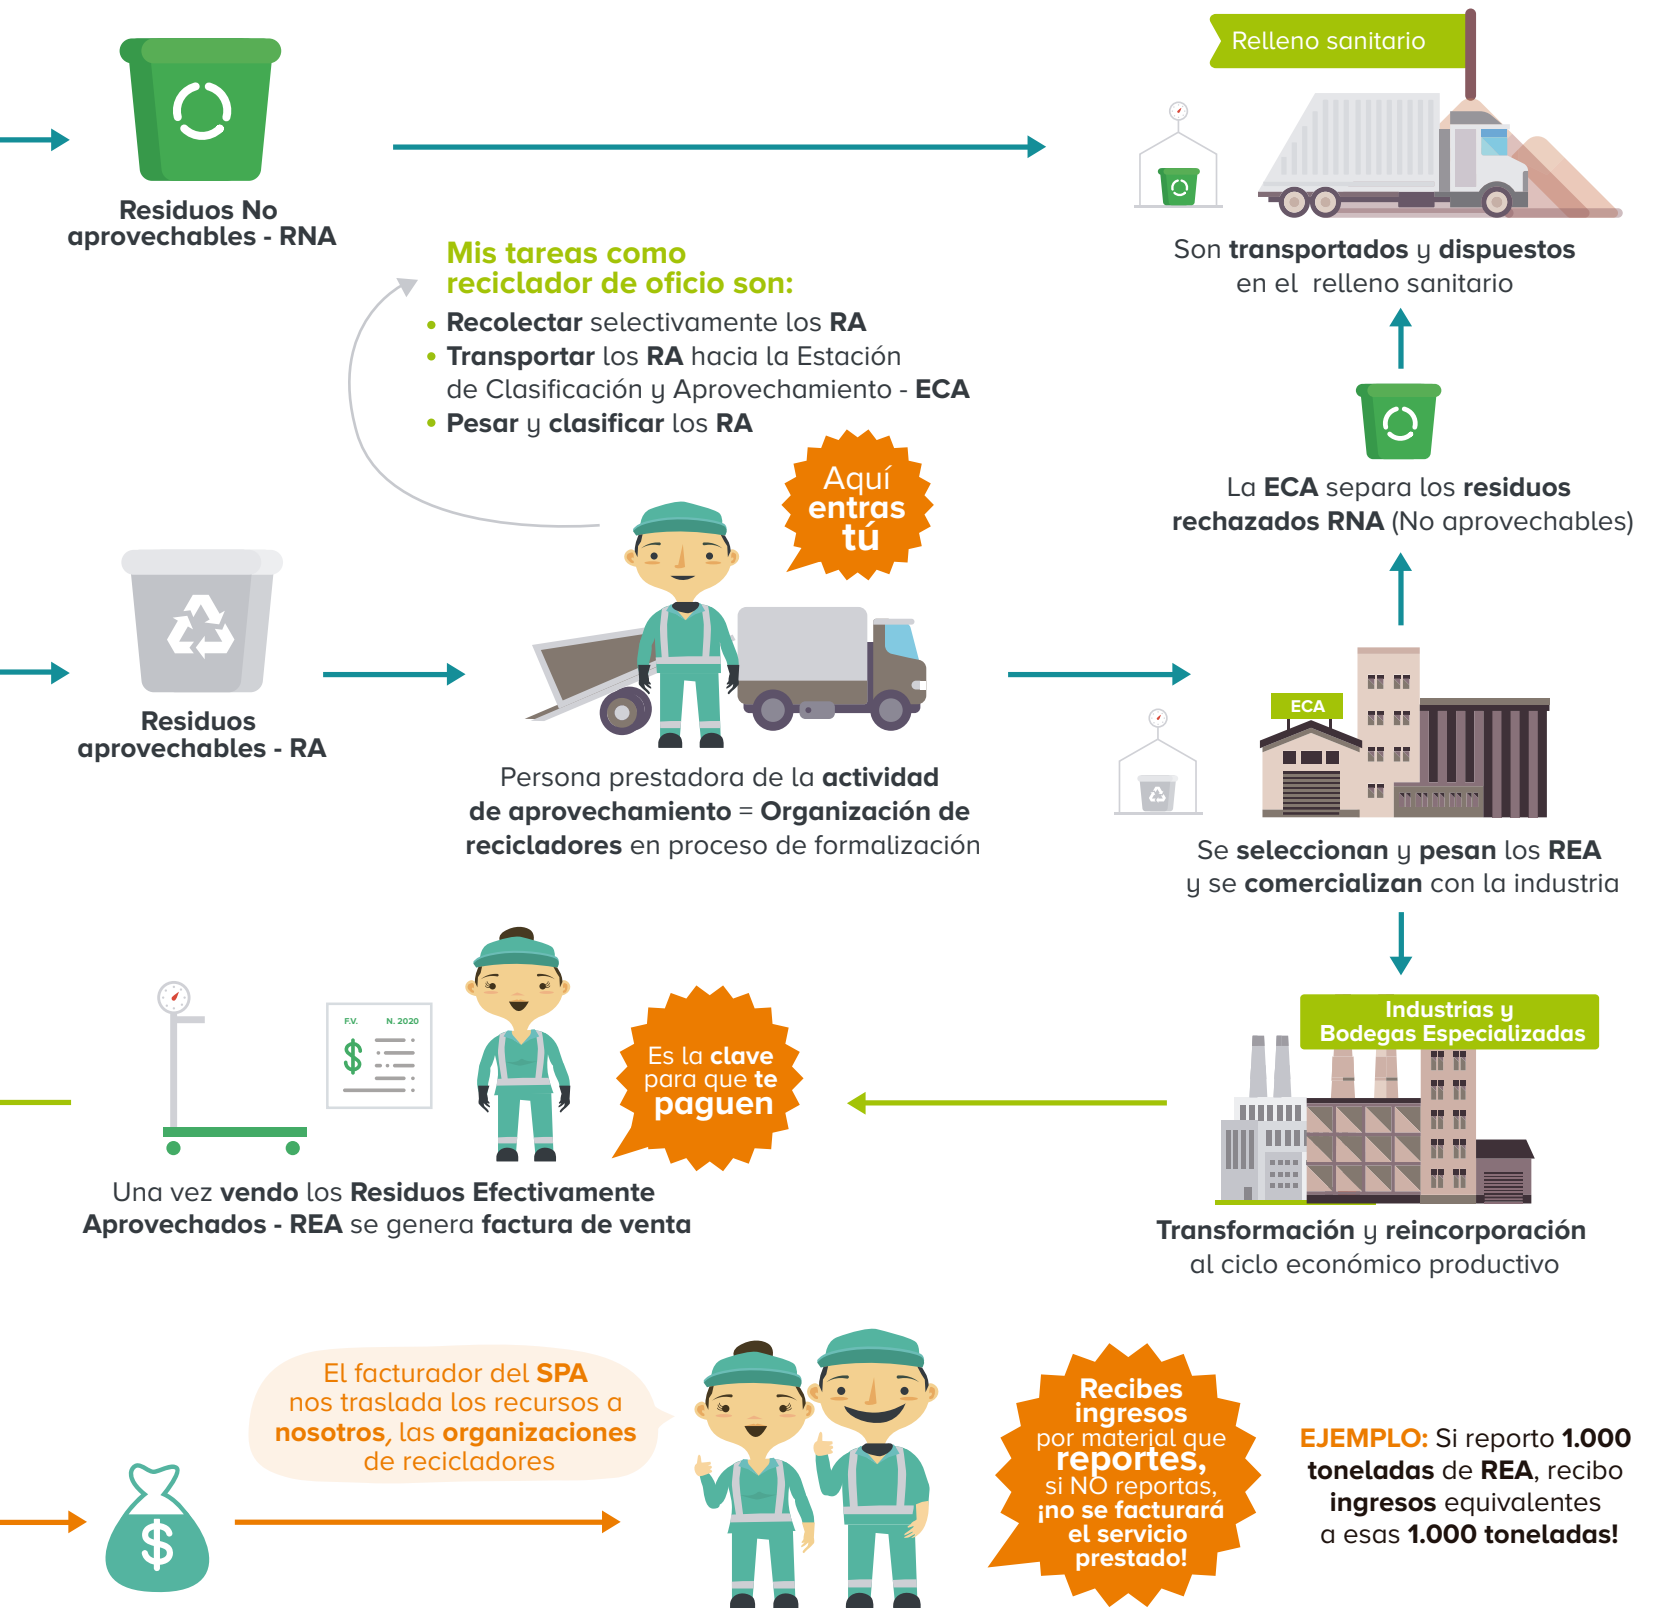 Relleno sanitario
Residuos No
aprovechables - RNA
Son transportados y dispuestos
en el relleno sanitario
Mis tareas como
reciclador de oficio son:
• Recolectar selectivamente los RA
• Transportar los RA hacia la Estación
de Clasificación y Aprovechamiento - ECA
• Pesar y clasificar los RA
Aquí
entras
tú
La ECA separa los residuos
rechazados RNA (No aprovechables)
Residuos
aprovechables - RA
Persona prestadora de la actividad
de aprovechamiento = Organización de
recicladores en proceso de formalización
ECA
Se seleccionan y pesan los REA
y se comercializan con la industria
Industrias y
Bodegas Especializadas
Transformación y reincorporación
al ciclo económico productivo
F.V. N. 2020
$
Es la clave
para que te
paguen
Una vez vendo los Residuos Efectivamente
Aprovechados - REA se genera factura de venta
El facturador del SPA
nos traslada los recursos a
nosotros, las organizaciones
de recicladores
$
Recibes
ingresos
por material que
reportes,
si NO reportas,
¡no se facturará
el servicio
prestado!
EJEMPLO: Si reporto 1.000
toneladas de REA, recibo
ingresos equivalentes
a esas 1.000 toneladas!